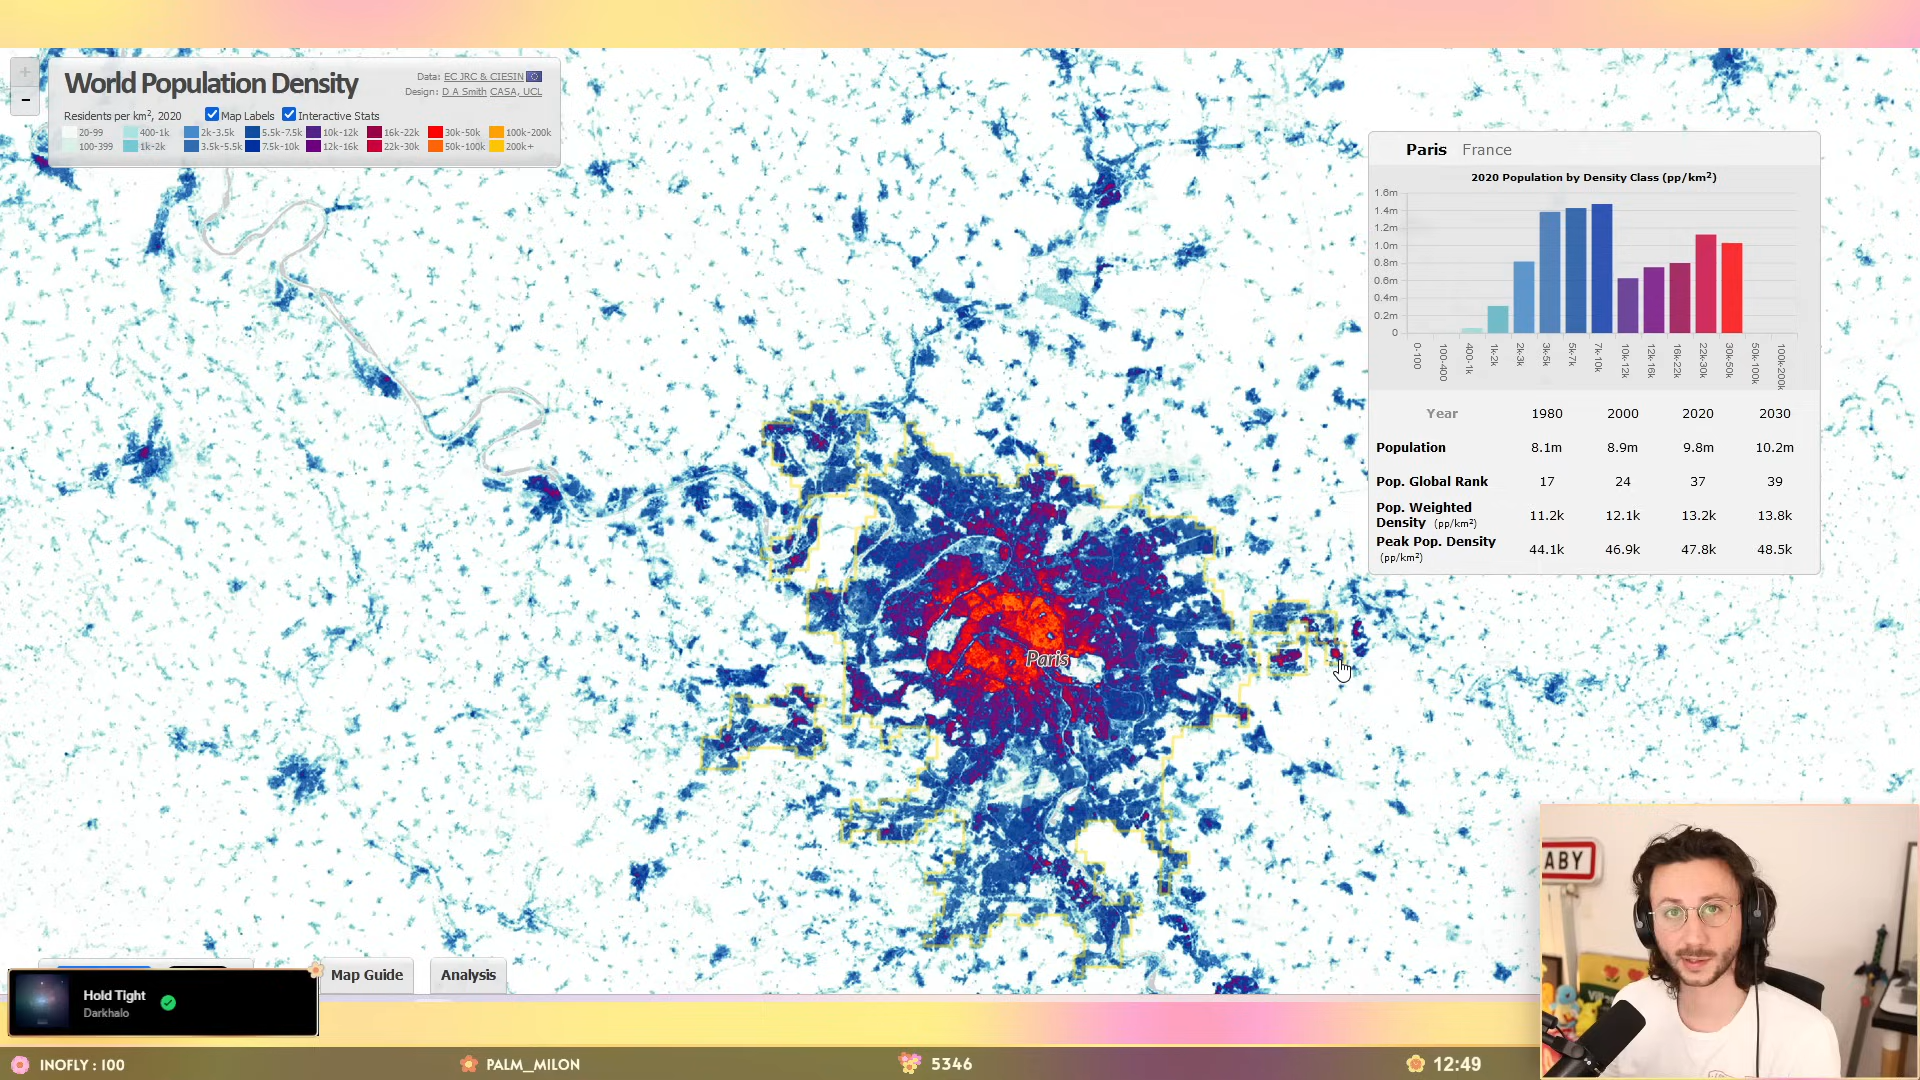 World Population Density
Data: EC JRC & CIESIN
Design: D A Smith CASA, UCL
Residents per km², 2020
Map Labels
Interactive Stats
20-99 400-1k 2k-3.5k 5.5k-7.5k 10k-12k 16k-22k 30k-50k 100k-200k
100-399 1k-2k 3.5k-5.5k 7.5k-10k 12k-16k 22k-30k 50k-100k 200k+
Paris France
2020 Population by Density Class (pp/km²)
1.6m
1.4m
1.2m
1.0m
0.8m
0.6m
0.4m
0.2m
0
0-100 100-400 400-1k 1k-2k 2k-3k 3k-5k 5k-7k 7k-10k 10k-12k 12k-16k 16k-22k 22k-30k 30k-50k 50k-100k 100k-200k
Year 1980 2000 2020 2030
Population 8.1m 8.9m 9.8m 10.2m
Pop. Global Rank 17 24 37 39
Pop. Weighted
Density (pp/km²) 11.2k 12.1k 13.2k 13.8k
Peak Pop. Density
(pp/km²) 44.1k 46.9k 47.8k 48.5k
Paris
ABY
Map Guide
Analysis
Hold Tight
Darkhalo
INOFLY : 100
PALM_MILON
5346
12:49